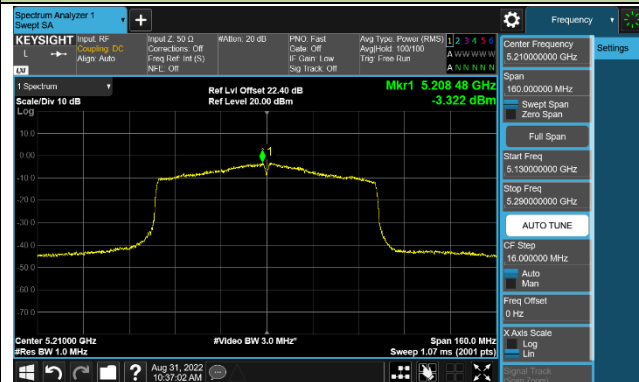 Spectrum Analyzer 1
Swept SA
+
Frequency
KEYSIGHT
L
LXI
Input: RF
Coupling: DC
Align: Auto
Input Z: 50 Ω
Corrections: Off
Freq Ref: Int (S)
NFE: Off
#Atten: 20 dB
PNO: Fast
Gate: Off
IF Gain: Low
Sig Track: Off
Avg Type: Power (RMS)
Avg|Hold: 100/100
Trig: Free Run
1 2 3 4 5 6
A W W W W W
A N N N N N
1 Spectrum
Scale/Div 10 dB
Log
Ref Lvl Offset 22.40 dB
Ref Level 20.00 dBm
Mkr1 5.208 48 GHz
-3.322 dBm
1
10.0
0.00
-10.0
-20.0
-30.0
-40.0
-50.0
-60.0
-70.0
Center 5.21000 GHz
#Res BW 1.0 MHz
#Video BW 3.0 MHz*
Span 160.0 MHz
Sweep 1.07 ms (2001 pts)
Center Frequency
5.210000000 GHz
Settings
Span
160.000000 MHz
Swept Span
Zero Span
Full Span
Start Freq
5.130000000 GHz
Stop Freq
5.290000000 GHz
AUTO TUNE
CF Step
16.000000 MHz
Auto
Man
Freq Offset
0 Hz
X Axis Scale
Log
Lin
Signal Track
(Span Zoom)
?
Aug 31, 2022
10:37:02 AM